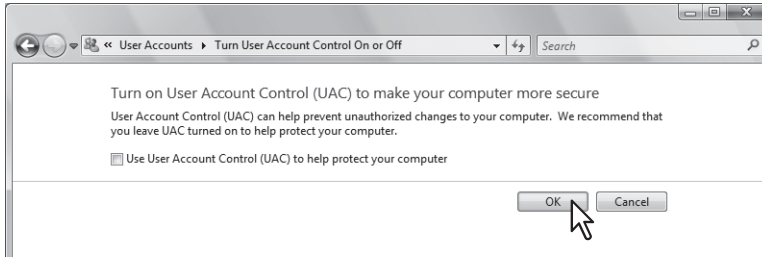 « User Accounts ▸ Turn User Account Control On or Off
Search
Turn on User Account Control (UAC) to make your computer more secure
User Account Control (UAC) can help prevent unauthorized changes to your computer. We recommend that
you leave UAC turned on to help protect your computer.
Use User Account Control (UAC) to help protect your computer
OK
Cancel